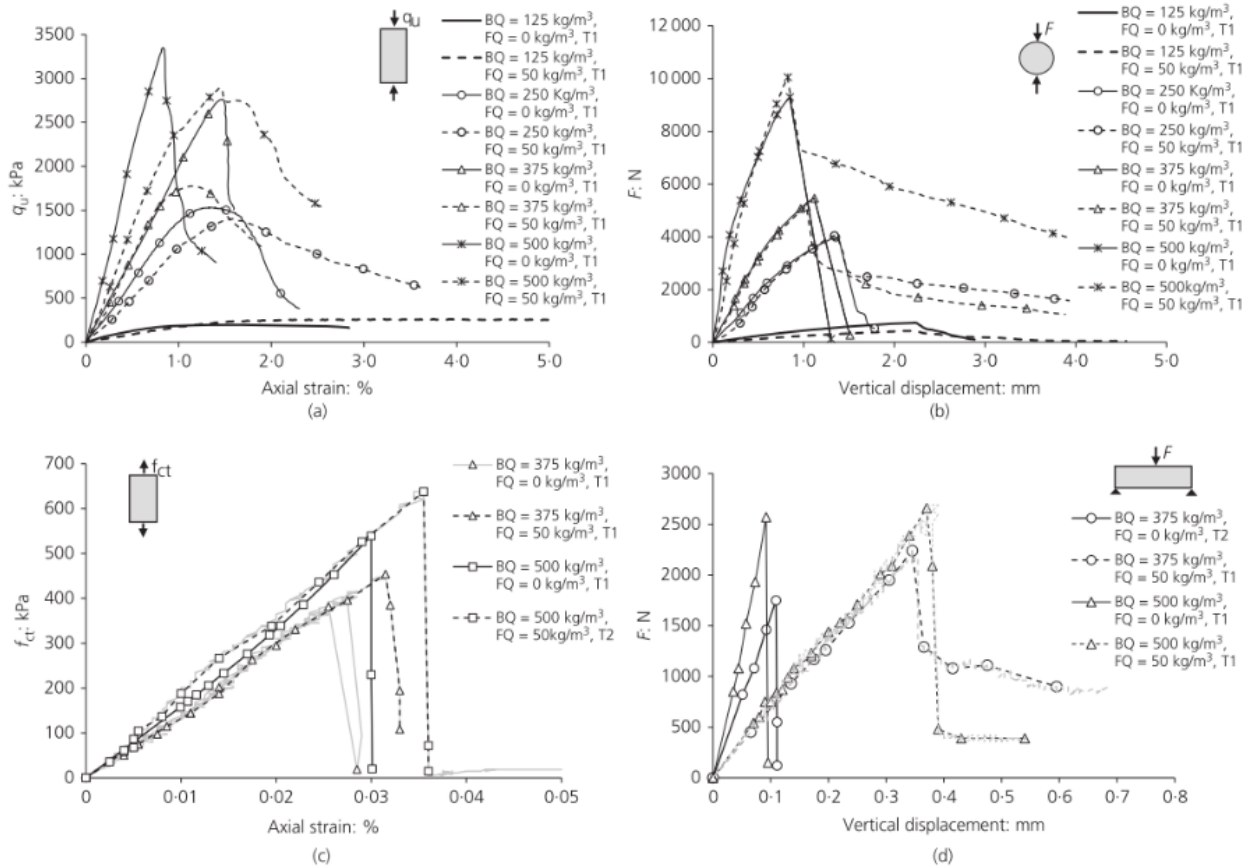 qu
3500
3000
2500
2000
1500
1000
500
0
qu: kPa
0
1·0
2·0
3·0
4·0
5·0
Axial strain: %
(a)
BQ = 125 kg/m³,
FQ = 0 kg/m³, T1
BQ = 125 kg/m³,
FQ = 50 kg/m³, T1
BQ = 250 Kg/m³,
FQ = 0 kg/m³, T1
BQ = 250 kg/m³,
FQ = 50 kg/m³, T1
BQ = 375 kg/m³,
FQ = 0 kg/m³, T1
BQ = 375 kg/m³,
FQ = 50 kg/m³, T1
BQ = 500 kg/m³,
FQ = 0 kg/m³, T1
BQ = 500 kg/m³,
FQ = 50 kg/m³, T1
F
12 000
10 000
8000
6000
4000
2000
0
F: N
0
1·0
2·0
3·0
4·0
5·0
Vertical displacement: mm
(b)
BQ = 125 kg/m³,
FQ = 0 kg/m³, T1
BQ = 125 kg/m³,
FQ = 50 kg/m³, T1
BQ = 250 Kg/m³,
FQ = 0 kg/m³, T1
BQ = 250 kg/m³,
FQ = 50 kg/m³, T1
BQ = 375 kg/m³,
FQ = 0 kg/m³, T1
BQ = 375 kg/m³,
FQ = 50 kg/m³, T1
BQ = 500 kg/m³,
FQ = 0 kg/m³, T1
BQ = 500kg/m³,
FQ = 50 kg/m³, T1
fct
700
600
500
400
300
200
100
0
fct: kPa
0
0·01
0·02
0·03
0·04
0·05
Axial strain: %
(c)
BQ = 375 kg/m³,
FQ = 0 kg/m³, T1
BQ = 375 kg/m³,
FQ = 50 kg/m³, T1
BQ = 500 kg/m³,
FQ = 0 kg/m³, T1
BQ = 500 kg/m³,
FQ = 50kg/m³, T2
F
3000
2500
2000
1500
1000
500
0
F: N
0
0·1
0·2
0·3
0·4
0·5
0·6
0·7
0·8
Vertical displacement: mm
(d)
BQ = 375 kg/m³,
FQ = 0 kg/m³, T2
BQ = 375 kg/m³,
FQ = 50 kg/m³, T1
BQ = 500 kg/m³,
FQ = 0 kg/m³, T1
BQ = 500 kg/m³,
FQ = 50 kg/m³, T1